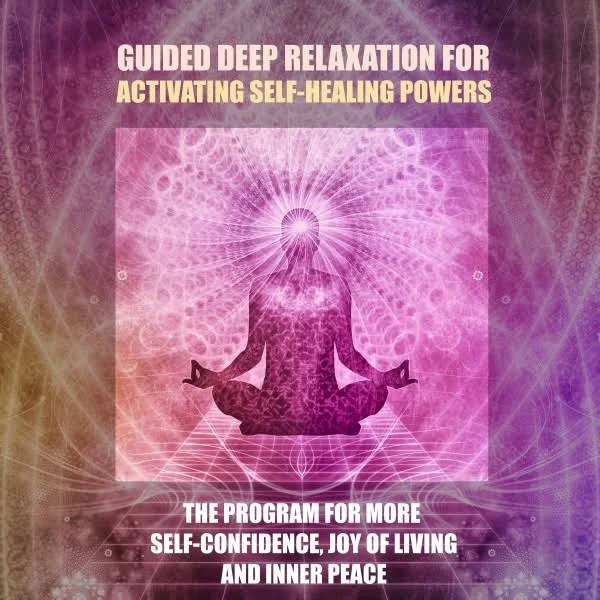 GUIDED DEEP RELAXATION FOR
ACTIVATING SELF-HEALING POWERS
THE PROGRAM FOR MORE
SELF-CONFIDENCE, JOY OF LIVING
AND INNER PEACE